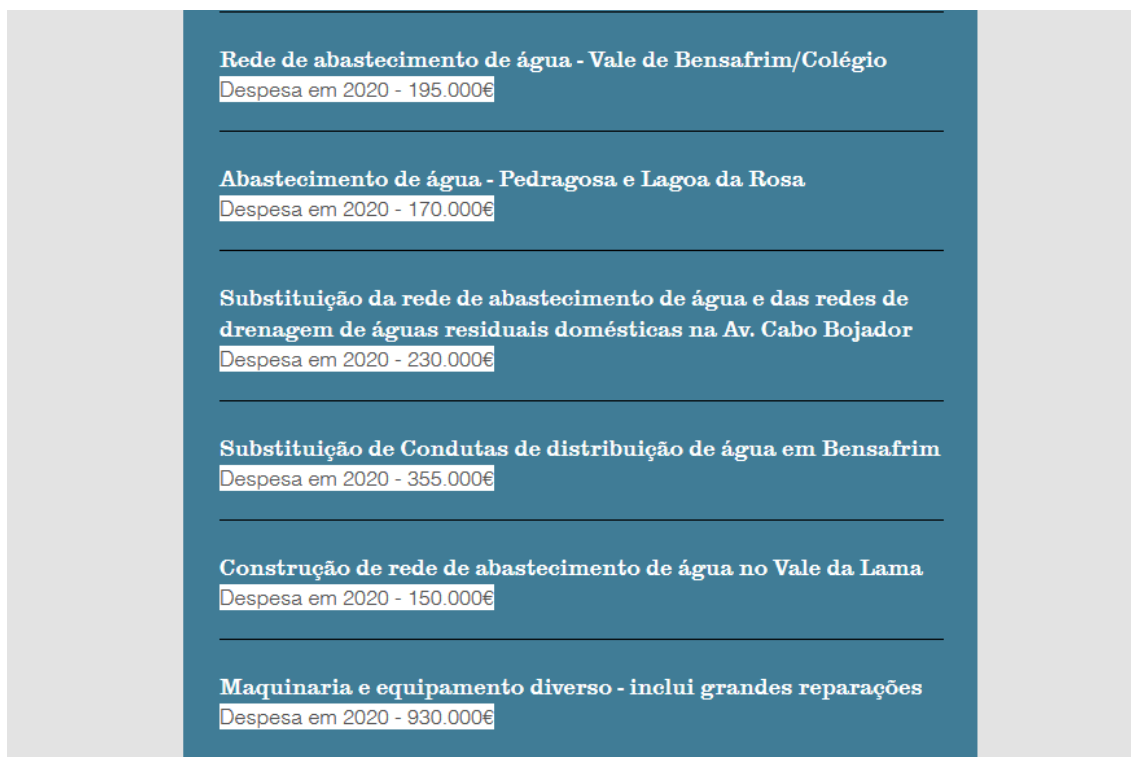 Rede de abastecimento de água - Vale de Bensafrim/Colégio
Despesa em 2020 - 195.000€
Abastecimento de água - Pedragosa e Lagoa da Rosa
Despesa em 2020 - 170.000€
Substituição da rede de abastecimento de água e das redes de
drenagem de águas residuais domésticas na Av. Cabo Bojador
Despesa em 2020 - 230.000€
Substituição de Condutas de distribuição de água em Bensafrim
Despesa em 2020 - 355.000€
Construção de rede de abastecimento de água no Vale da Lama
Despesa em 2020 - 150.000€
Maquinaria e equipamento diverso - inclui grandes reparações
Despesa em 2020 - 930.000€